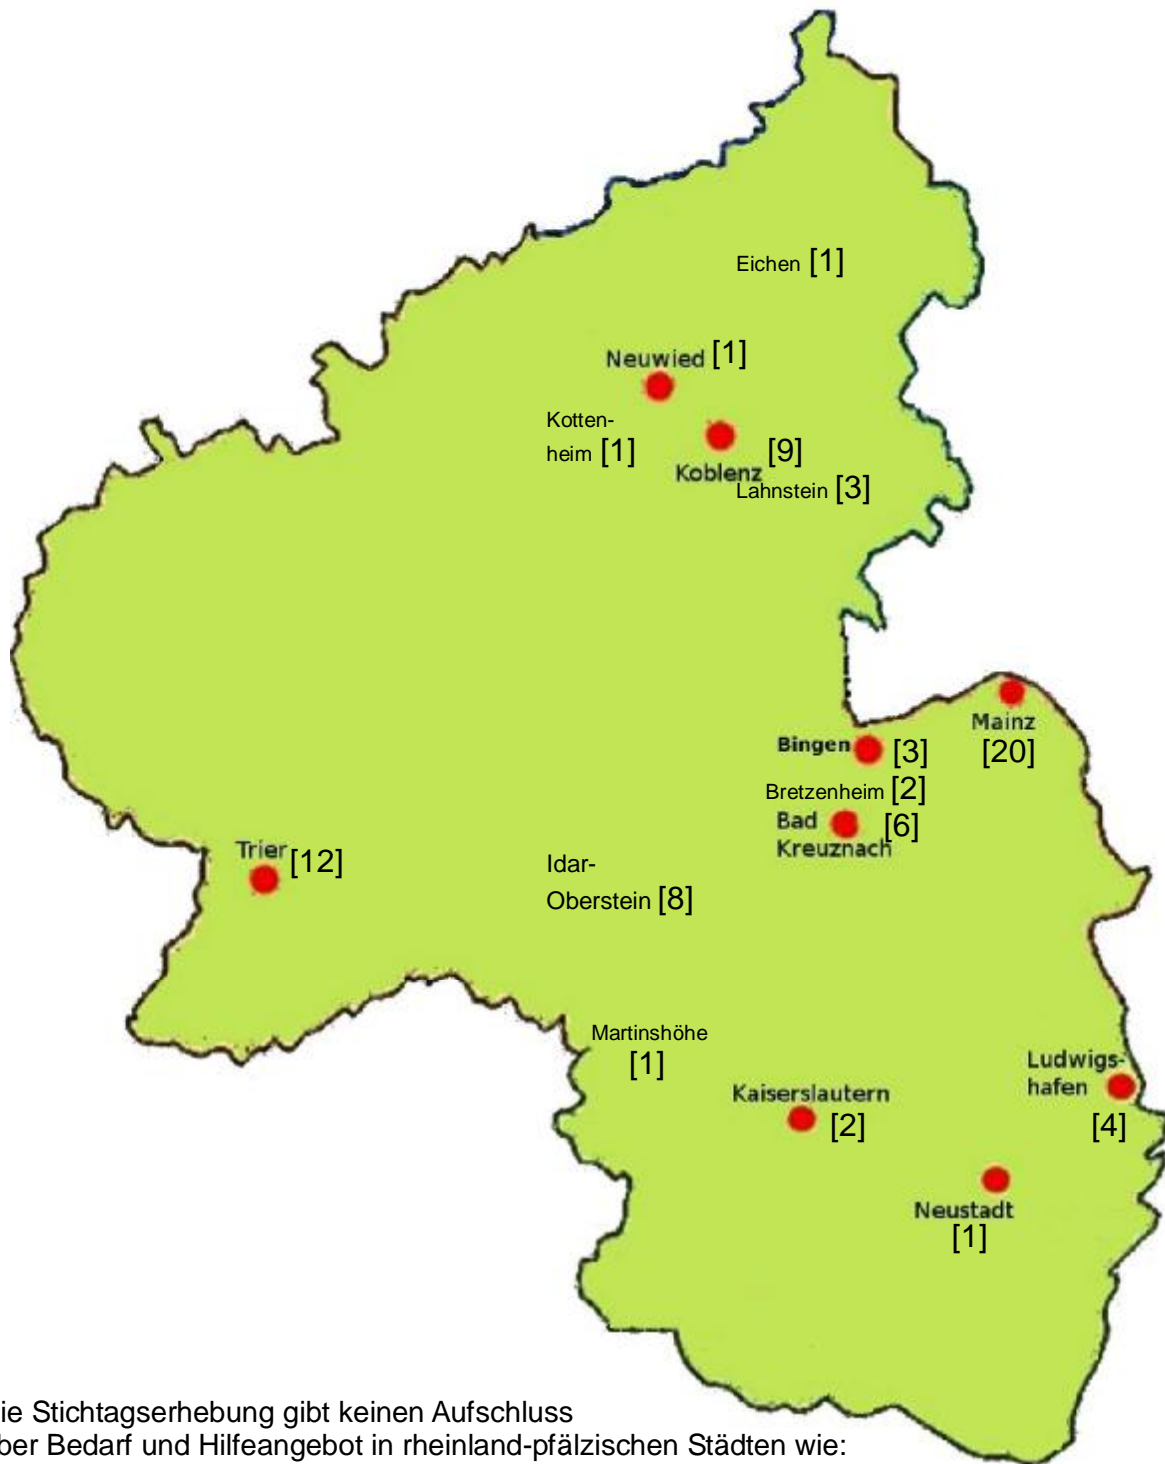 Eichen [1]
Neuwied [1]
Kotten-
heim [1]
[9]
Koblenz
Lahnstein [3]
Mainz
[20]
Bingen [3]
Bretzenheim [2]
Bad [6]
Kreuznach
Trier [12]
Idar-
Oberstein [8]
Martinshöhe
[1]
Ludwigs-
hafen
[4]
Kaiserslautern
[2]
Neustadt
[1]
ie Stichtagserhebung gibt keinen Aufschluss
ber Bedarf und Hilfeangebot in rheinland-pfälzischen Städten wie: